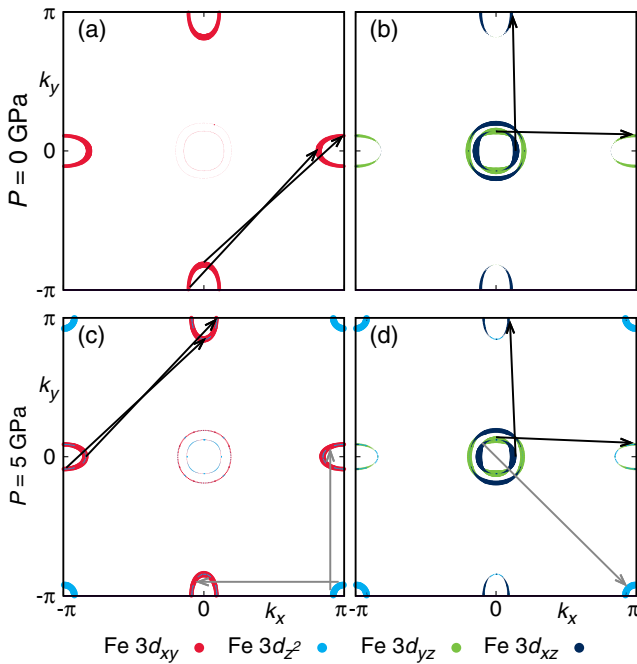 (a) (b)
π
k_y
P = 0 GPa
0
-π
(c) (d)
π
k_y
P = 5 GPa
0
-π
-π 0 k_x π 0 k_x π
Fe 3d_xy Fe 3d_z² Fe 3d_yz Fe 3d_xz